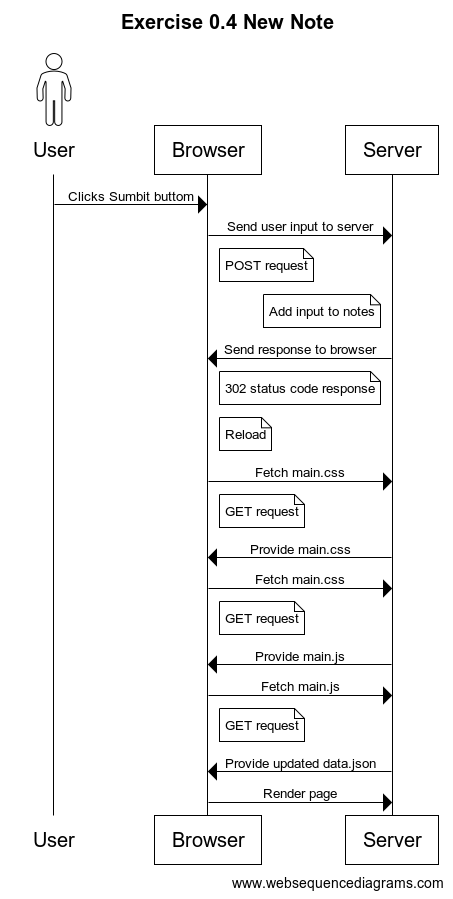 Exercise 0.4 New Note
User
Browser
Server
Clicks Sumbit buttom
Send user input to server
POST request
Add input to notes
Send response to browser
302 status code response
Reload
Fetch main.css
GET request
Provide main.css
Fetch main.css
GET request
Provide main.js
Fetch main.js
GET request
Provide updated data.json
Render page
User
Browser
Server
www.websequencediagrams.com